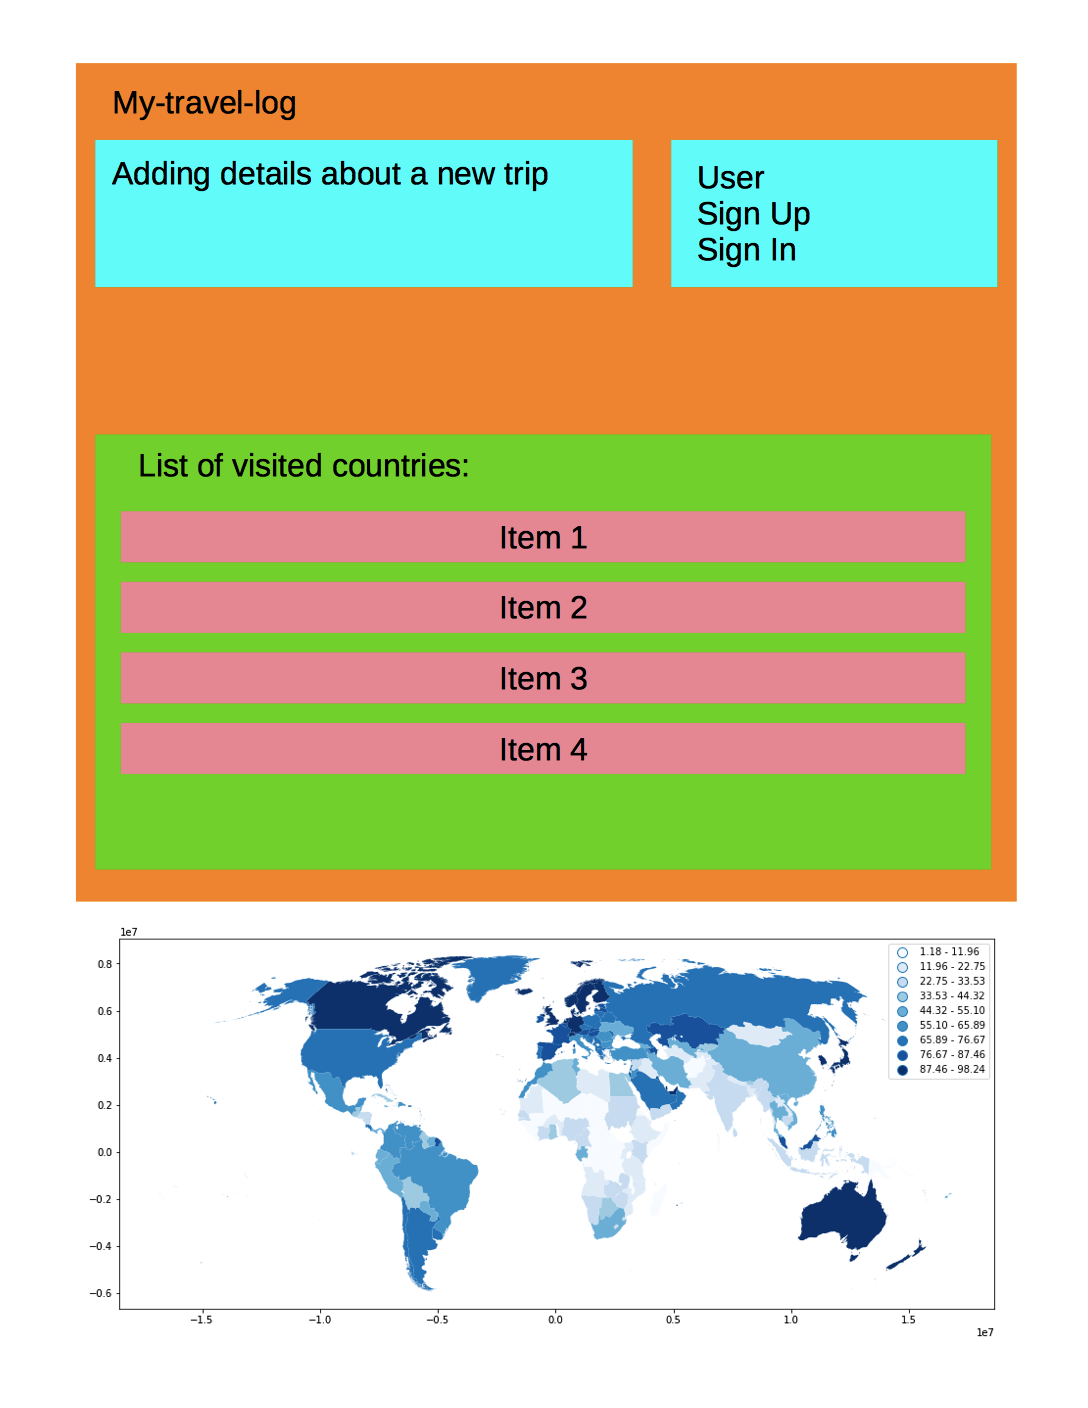 My-travel-log
Adding details about a new trip
User
Sign Up
Sign In
List of visited countries:
Item 1
Item 2
Item 3
Item 4
1e7
0.8
0.6
0.4
0.2
0.0
−0.2
−0.4
−0.6
1.18 - 11.96
11.96 - 22.75
22.75 - 33.53
33.53 - 44.32
44.32 - 55.10
55.10 - 65.89
65.89 - 76.67
76.67 - 87.46
87.46 - 98.24
−1.5 −1.0 −0.5 0.0 0.5 1.0 1.5
1e7